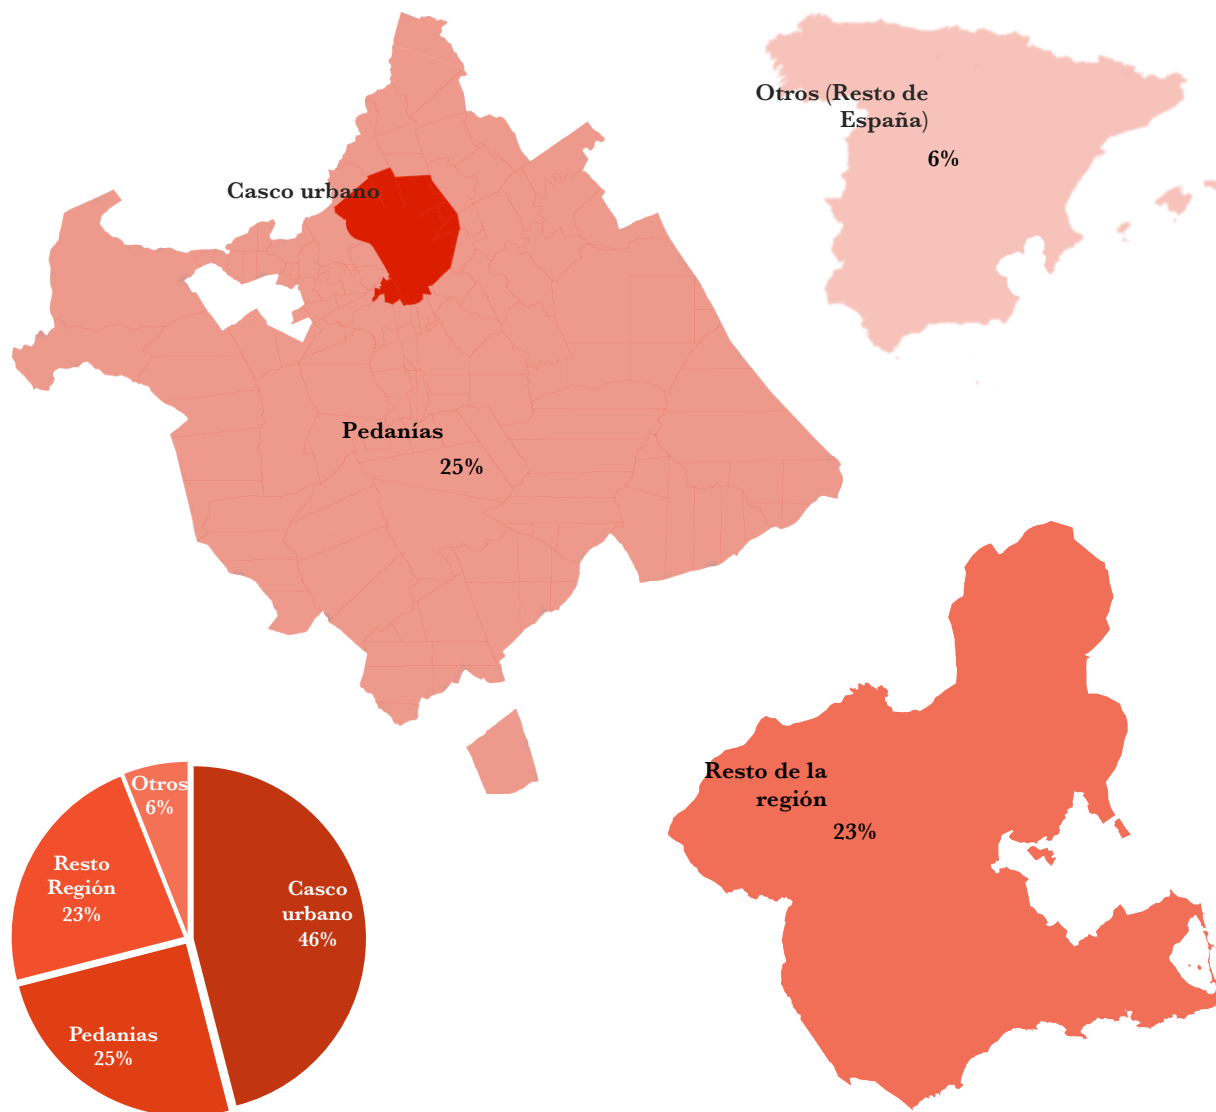 Otros (Resto de
España)
6%
Casco urbano
Pedanías
25%
Resto de la
región
23%
Otros
6%
Resto
Región
23%
Casco
urbano
46%
Pedanias
25%